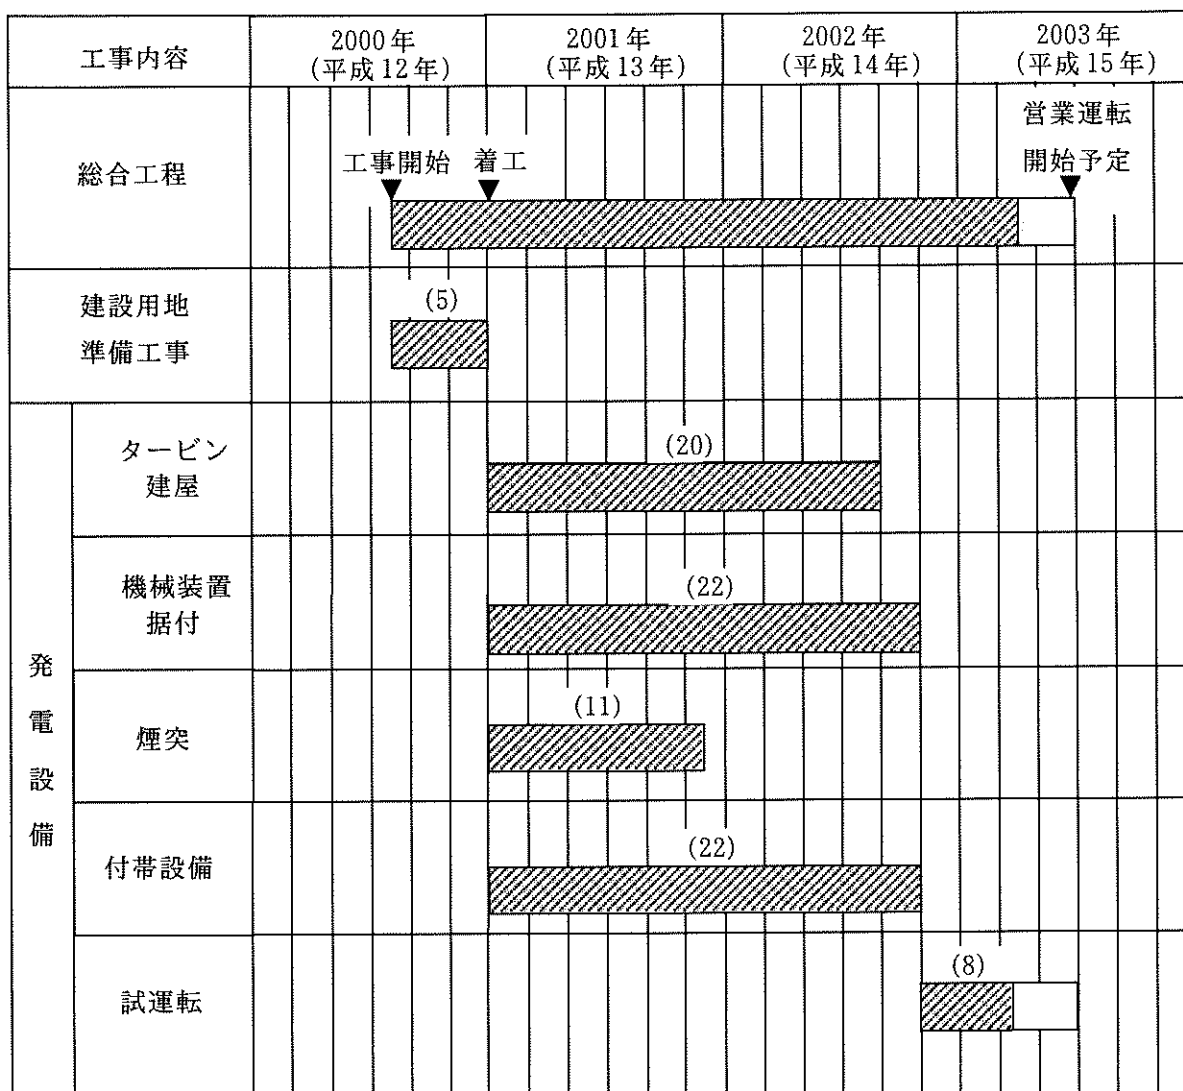 工事内容
2000年
(平成12年)
2001年
(平成13年)
2002年
(平成14年)
2003年
(平成15年)
総合工程
工事開始
着工
営業運転
開始予定
建設用地
準備工事
(5)
発電設備
タービン
建屋
(20)
機械装置
据付
(22)
煙突
(11)
付帯設備
(22)
試運転
(8)